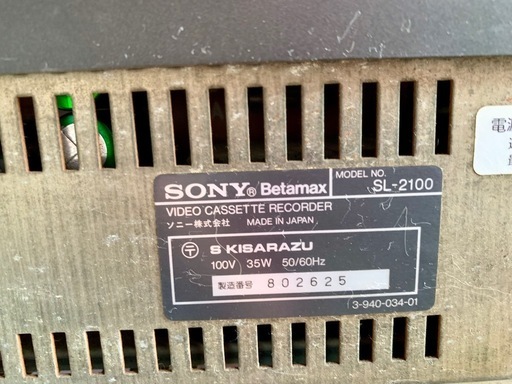 SONY® Betamax
MODEL NO.
SL-2100
VIDEO CASSETTE RECORDER
ソニー株式会社 MADE IN JAPAN
〒 S KISARAZU
100V 35W 50/60Hz
製造番号 802625
3-940-034-01
電源